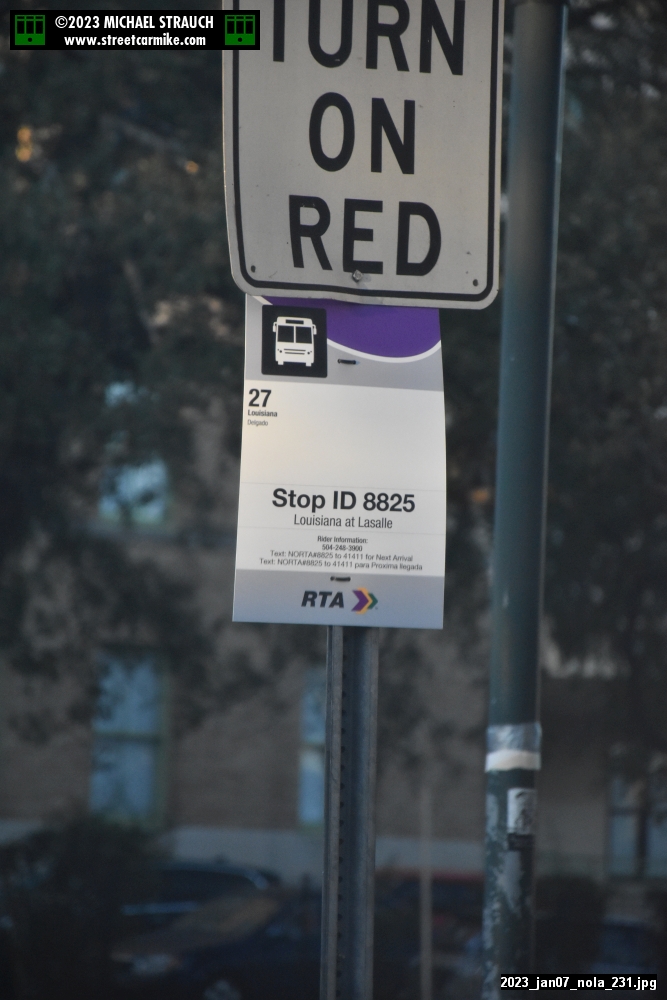 ©2023 MICHAEL STRAUCH
www.streetcarmike.com
TURN
ON
RED
27
Louisiana
Delgado
Stop ID 8825
Louisiana at Lasalle
Rider Information:
504-248-3900
Text: NORTA#8825 to 41411 for Next Arrival
Text: NORTA#8825 to 41411 para Proxima llegada
RTA
2023_jan07_nola_231.jpg